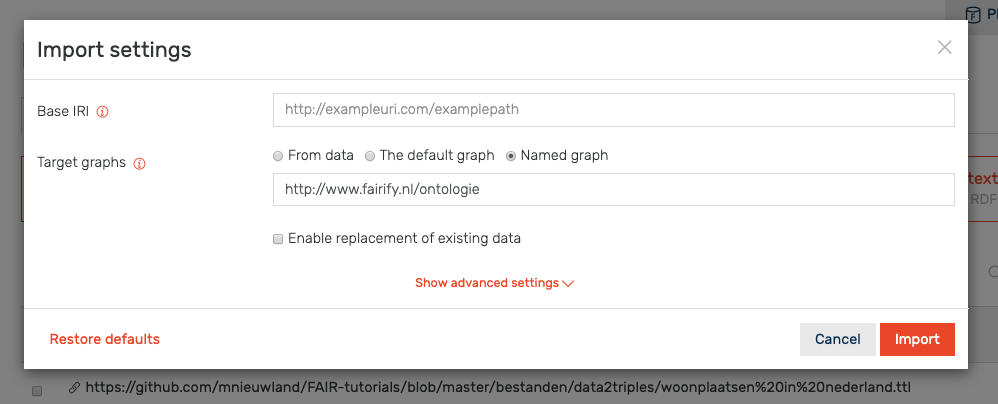 Import settings
Base IRI
http://exampleuri.com/examplepath
Target graphs
From data The default graph Named graph
http://www.fairify.nl/ontologie
Enable replacement of existing data
Show advanced settings
Restore defaults
Cancel Import
text
RDF
https://github.com/mnieuwland/FAIR-tutorials/blob/master/bestanden/data2triples/woonplaatsen%20in%20nederland.ttl